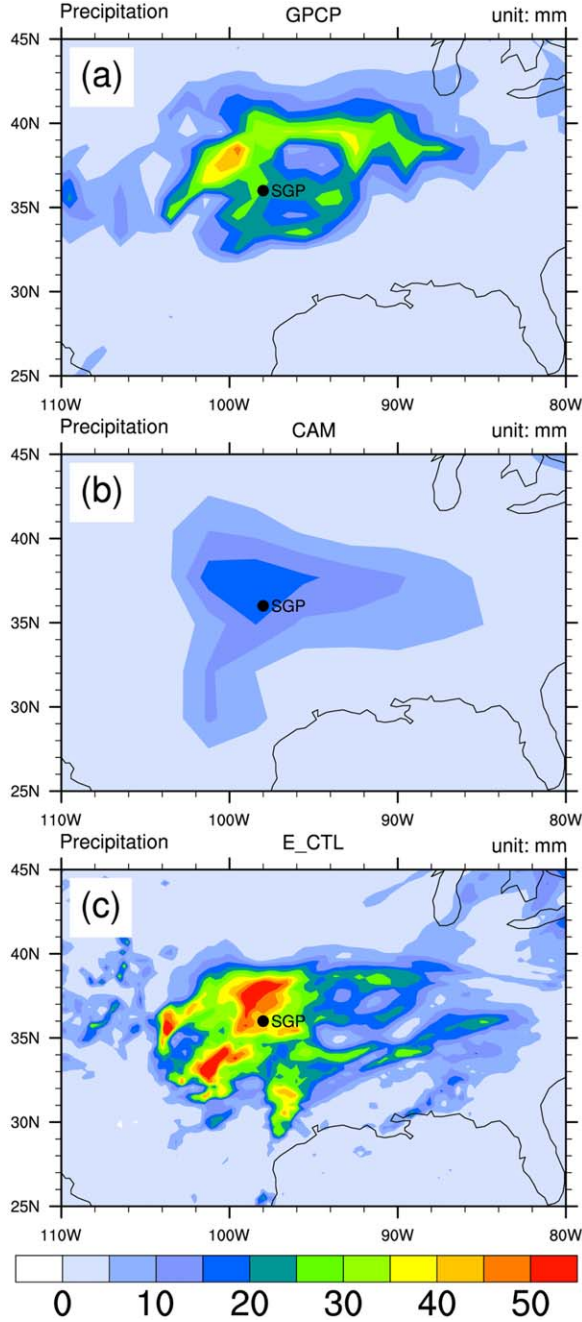 Precipitation GPCP unit: mm
45N
(a)
40N
35N
SGP
30N
25N
110W 100W 90W 80W
Precipitation CAM unit: mm
45N
(b)
40N
35N
SGP
30N
25N
110W 100W 90W 80W
Precipitation E_CTL unit: mm
45N
(c)
40N
35N
SGP
30N
25N
110W 100W 90W 80W
0 10 20 30 40 50